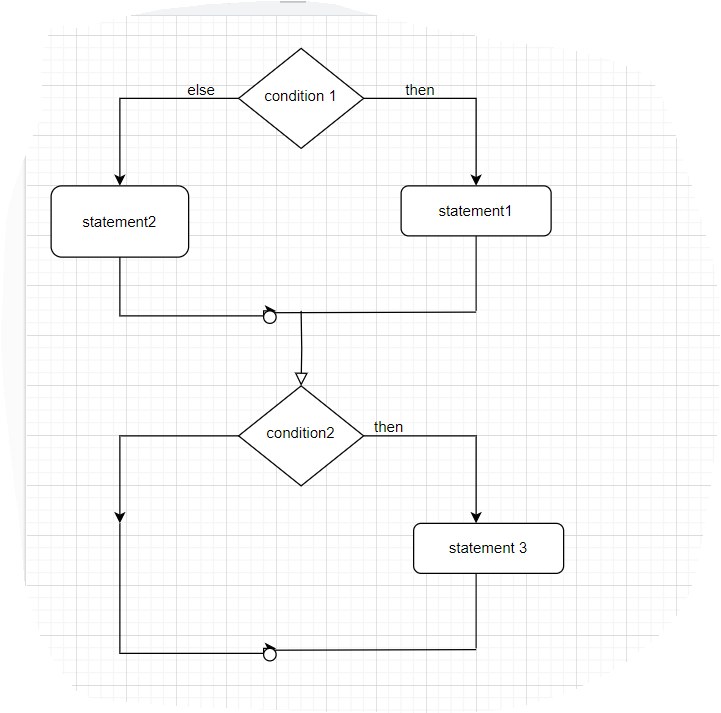 else
condition 1
then
statement2
statement1
condition2
then
statement 3